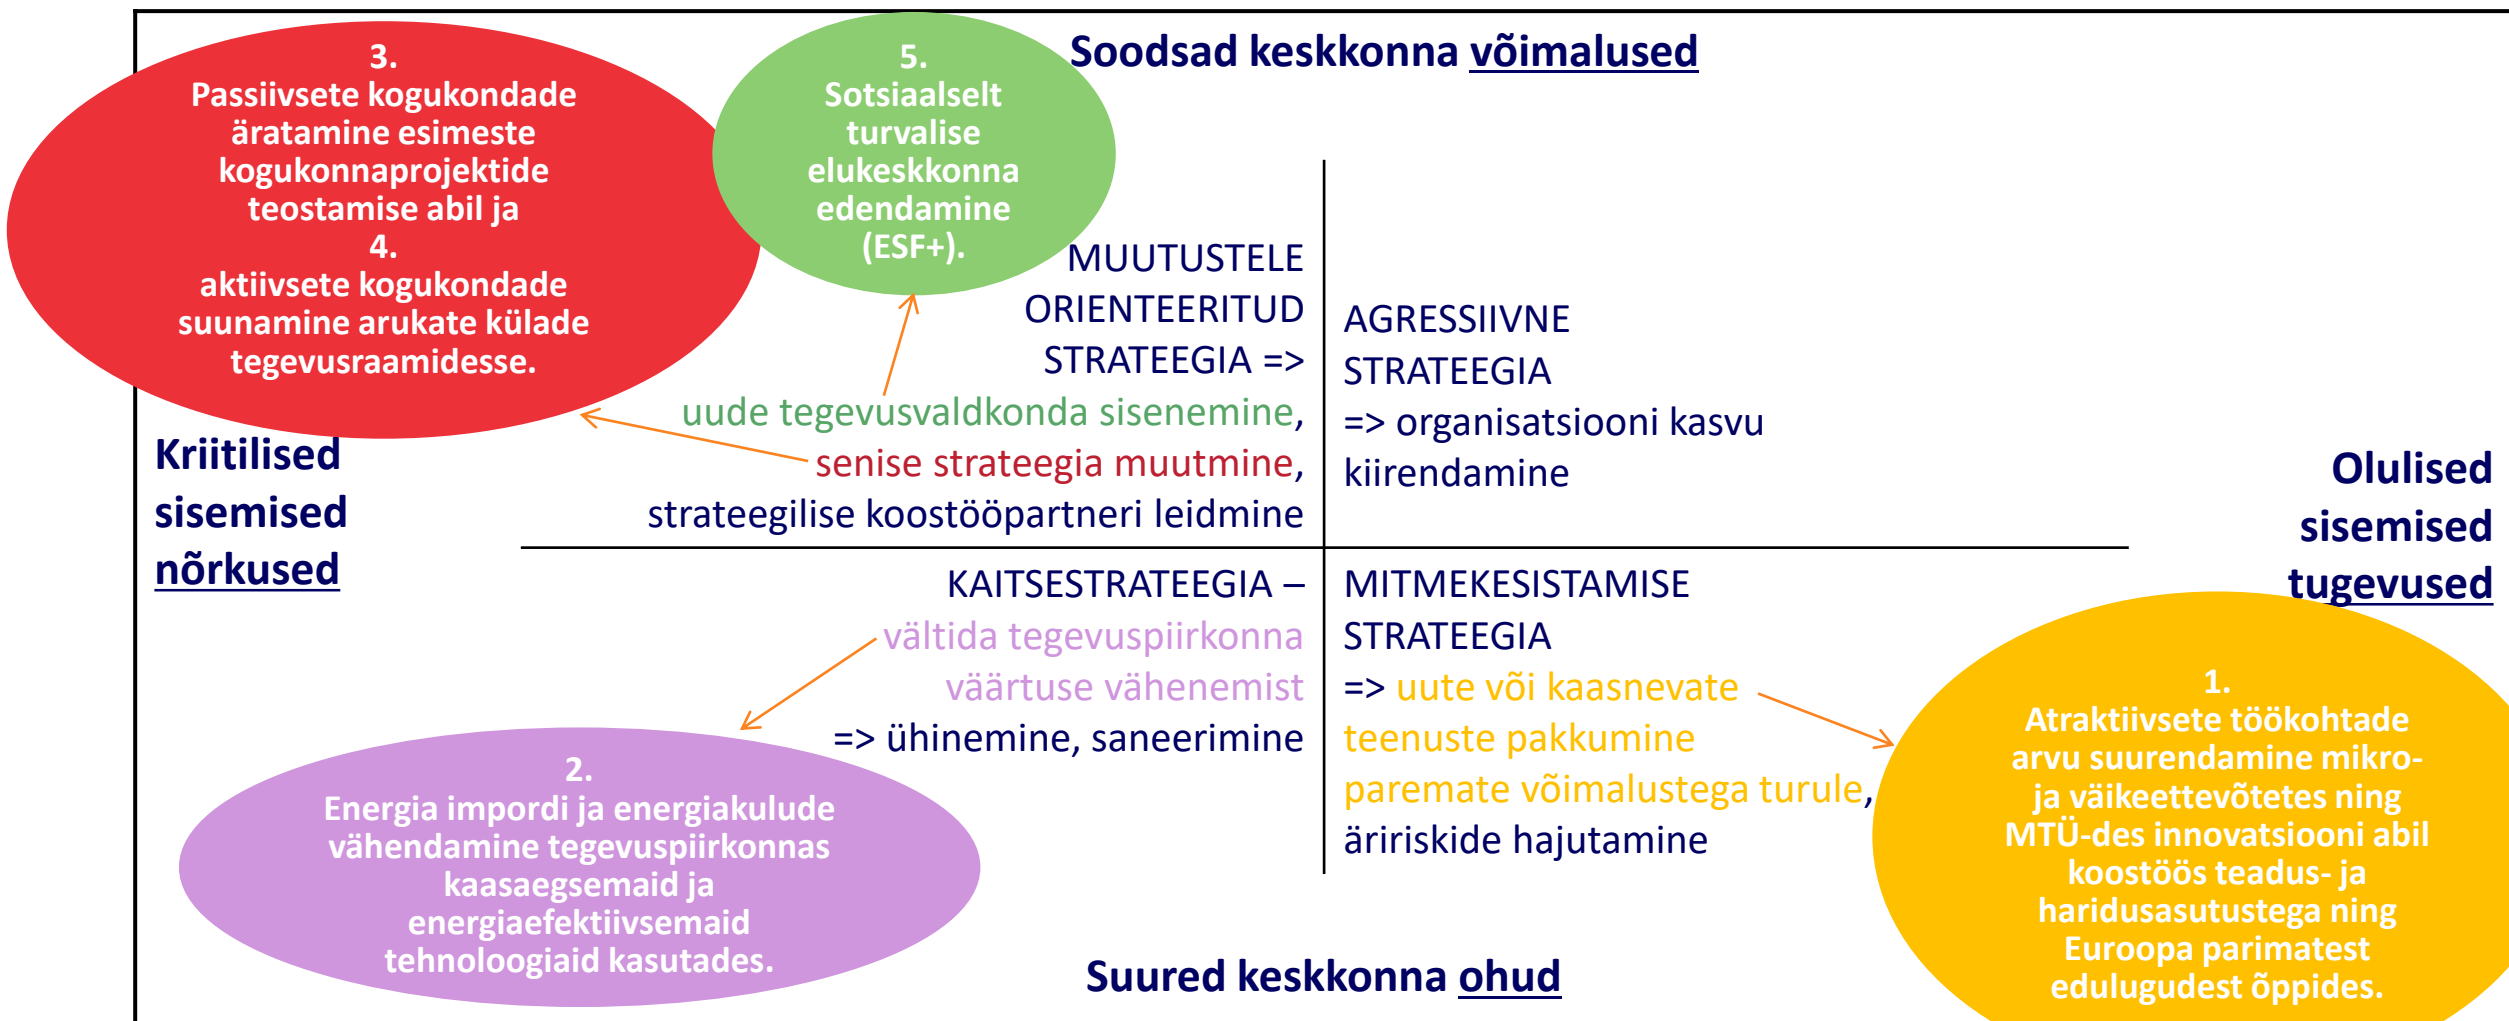 3.
Passiivsete kogukondade
äratamine esimeste
kogukonnaprojektide
teostamise abil ja
4.
aktiivsete kogukondade
suunamine arukate külade
tegevusraamidesse.
5.
Sotsiaalselt
turvalise
elukeskkonna
edendamine
(ESF+).
Soodsad keskkonna võimalused
MUUTUSTELE
ORIENTEERITUD
STRATEEGIA =>
uude tegevusvaldkonda sisenemine,
senise strateegia muutmine,
strateegilise koostööpartneri leidmine
AGRESSIIVNE
STRATEEGIA
=> organisatsiooni kasvu
kiirendamine
Kriitilised
sisemised
nõrkused
Olulised
sisemised
tugevused
KAITSESTRATEEGIA –
vältida tegevuspiirkonna
väärtuse vähenemist
=> ühinemine, saneerimine
MITMEKESISTAMISE
STRATEEGIA
=> uute või kaasnevate
teenuste pakkumine
paremate võimalustega turule,
äririskide hajutamine
2.
Energia impordi ja energiakulude
vähendamine tegevuspiirkonnas
kaasaegsemaid ja
energiaefektiivsemaid
tehnoloogiaid kasutades.
1.
Atraktiivsete töökohtade
arvu suurendamine mikro-
ja väikeettevõtetes ning
MTÜ-des innovatsiooni abil
koostöös teadus- ja
haridusasutustega ning
Euroopa parimatest
edulugudest õppides.
Suured keskkonna ohud